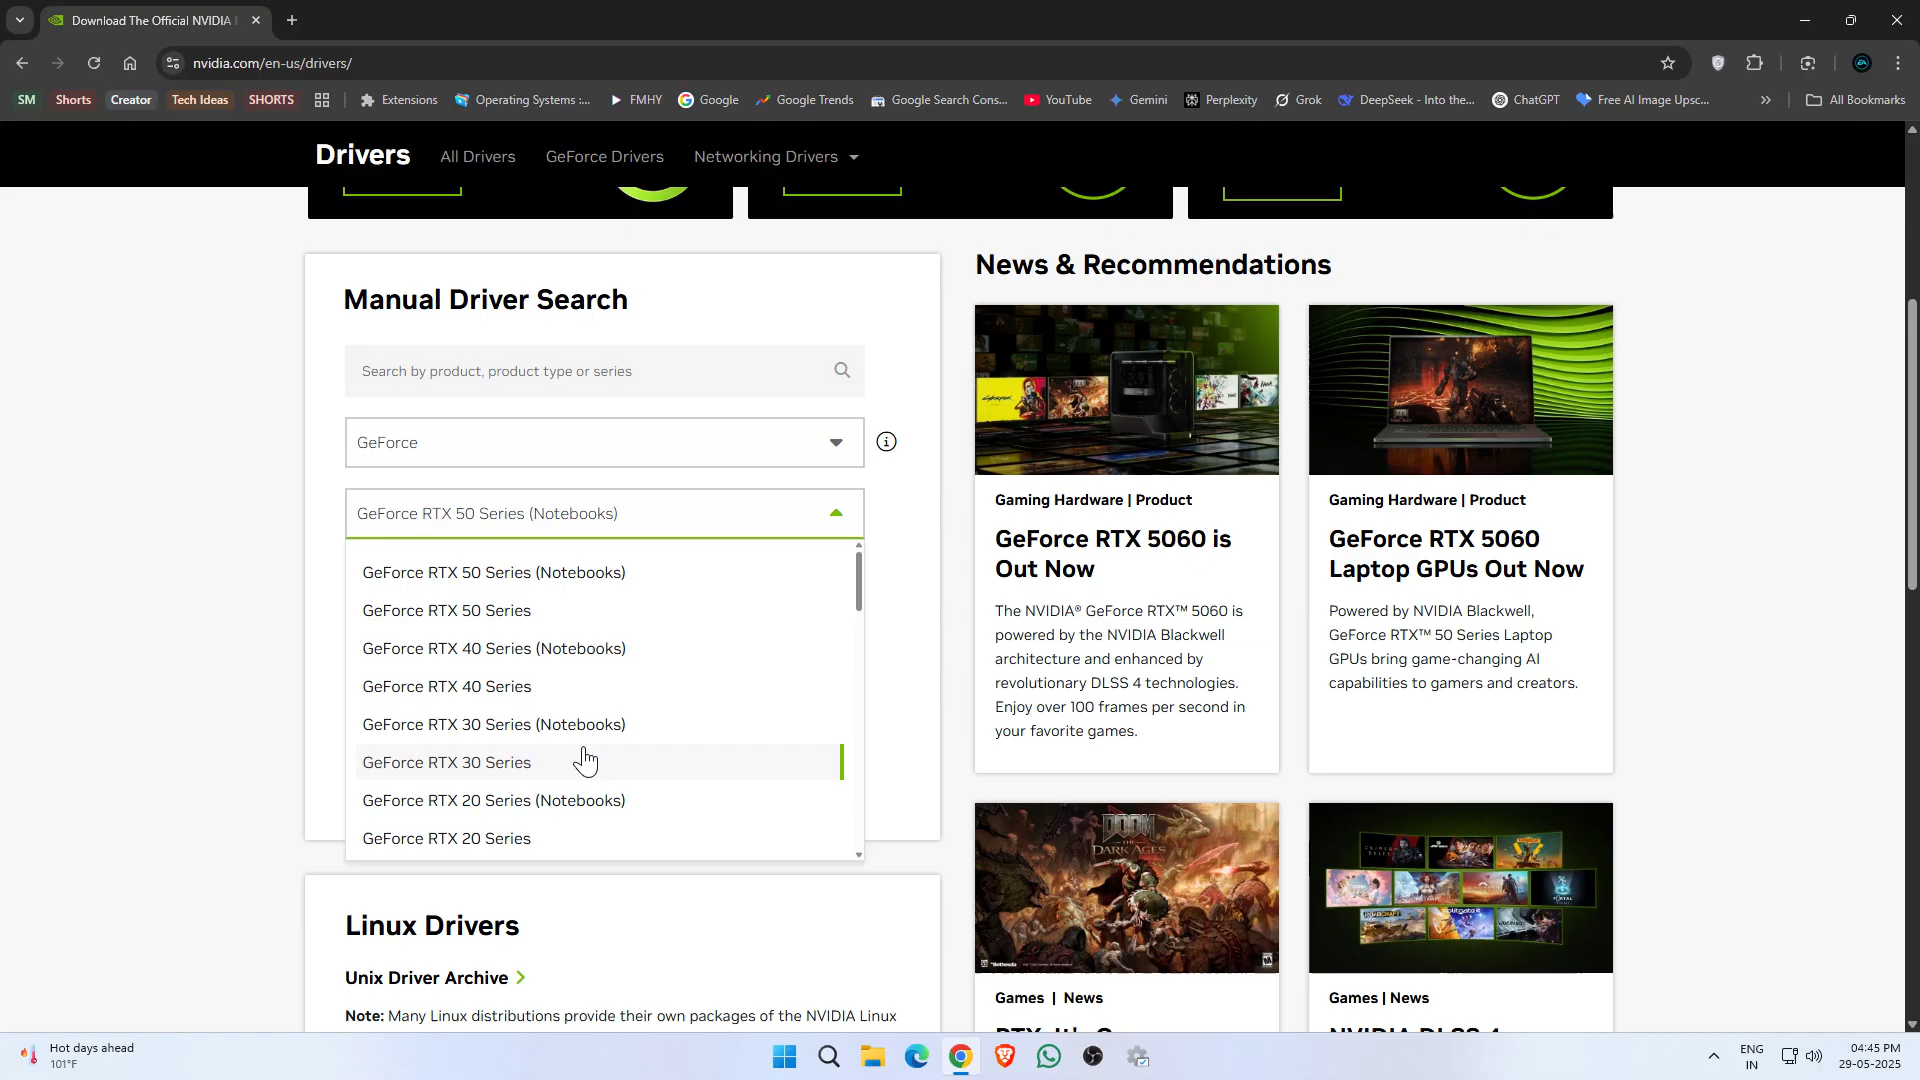 Download The Official NVIDIA
nvidia.com/en-us/drivers/
SM Shorts Creator Tech Ideas SHORTS Extensions Operating Systems :... FMHY Google Google Trends Google Search Cons... YouTube Gemini Perplexity Grok DeepSeek - Into the... ChatGPT Free AI Image Upsc... » All Bookmarks
Drivers All Drivers GeForce Drivers Networking Drivers
Manual Driver Search
Search by product, product type or series
GeForce
GeForce RTX 50 Series (Notebooks)
GeForce RTX 50 Series (Notebooks)
GeForce RTX 50 Series
GeForce RTX 40 Series (Notebooks)
GeForce RTX 40 Series
GeForce RTX 30 Series (Notebooks)
GeForce RTX 30 Series
GeForce RTX 20 Series (Notebooks)
GeForce RTX 20 Series
Linux Drivers
Unix Driver Archive
Note: Many Linux distributions provide their own packages of the NVIDIA Linux
News & Recommendations
Gaming Hardware | Product
GeForce RTX 5060 is
Out Now
The NVIDIA® GeForce RTX™ 5060 is
powered by the NVIDIA Blackwell
architecture and enhanced by
revolutionary DLSS 4 technologies.
Enjoy over 100 frames per second in
your favorite games.
Gaming Hardware | Product
GeForce RTX 5060
Laptop GPUs Out Now
Powered by NVIDIA Blackwell,
GeForce RTX™ 50 Series Laptop
GPUs bring game-changing AI
capabilities to gamers and creators.
DOOM
THE
DARK AGES
Games | News
Games | News
NVIDIA DLSS 4
Hot days ahead
101°F
ENG
IN
04:45 PM
29-05-2025